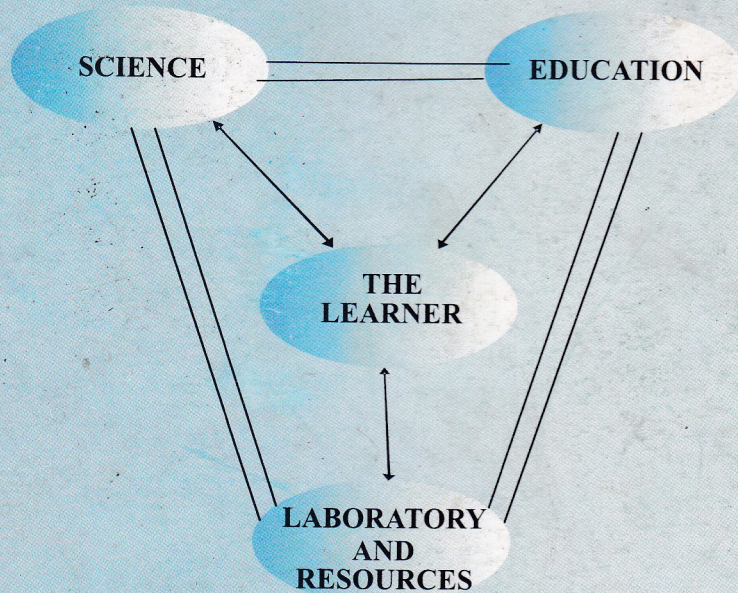 SCIENCE
EDUCATION
THE
LEARNER
LABORATORY
AND
RESOURCES